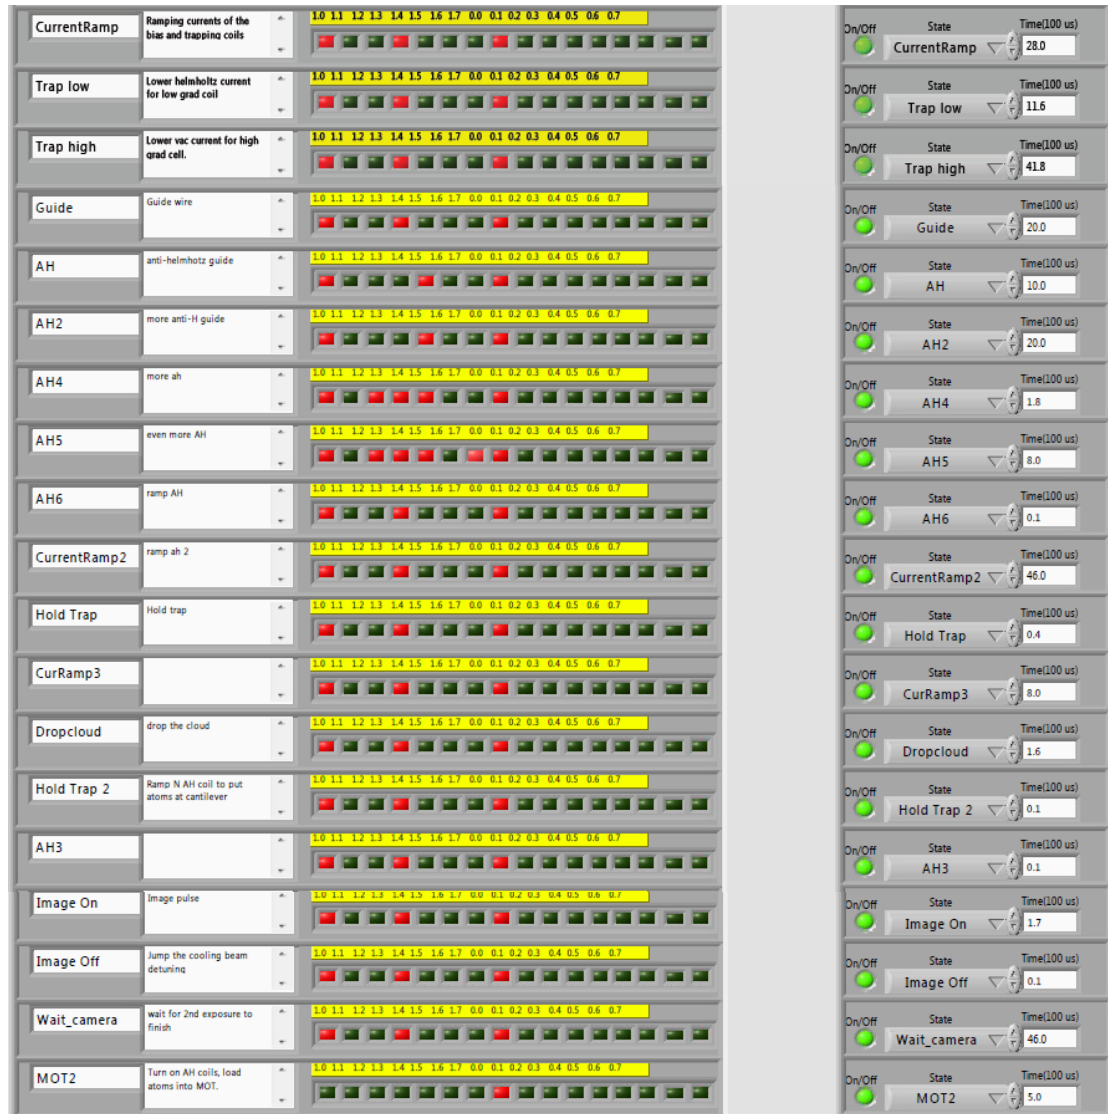 CurrentRamp
Ramping currents of the
bias and trapping coils
1.0 1.1 1.2 1.3 1.4 1.5 1.6 1.7 0.0 0.1 0.2 0.3 0.4 0.5 0.6 0.7
On/Off State Time(100 us)
CurrentRamp 28.0
Trap low
Lower helmholtz current
for low grad coil
1.0 1.1 1.2 1.3 1.4 1.5 1.6 1.7 0.0 0.1 0.2 0.3 0.4 0.5 0.6 0.7
On/Off State Time(100 us)
Trap low 11.6
Trap high
Lower vac current for high
grad cell.
1.0 1.1 1.2 1.3 1.4 1.5 1.6 1.7 0.0 0.1 0.2 0.3 0.4 0.5 0.6 0.7
On/Off State Time(100 us)
Trap high 41.8
Guide
Guide wire
1.0 1.1 1.2 1.3 1.4 1.5 1.6 1.7 0.0 0.1 0.2 0.3 0.4 0.5 0.6 0.7
On/Off State Time(100 us)
Guide 20.0
AH
anti-helmhotz guide
1.0 1.1 1.2 1.3 1.4 1.5 1.6 1.7 0.0 0.1 0.2 0.3 0.4 0.5 0.6 0.7
On/Off State Time(100 us)
AH 10.0
AH2
more anti-H guide
1.0 1.1 1.2 1.3 1.4 1.5 1.6 1.7 0.0 0.1 0.2 0.3 0.4 0.5 0.6 0.7
On/Off State Time(100 us)
AH2 20.0
AH4
more ah
1.0 1.1 1.2 1.3 1.4 1.5 1.6 1.7 0.0 0.1 0.2 0.3 0.4 0.5 0.6 0.7
On/Off State Time(100 us)
AH4 1.8
AH5
even more AH
1.0 1.1 1.2 1.3 1.4 1.5 1.6 1.7 0.0 0.1 0.2 0.3 0.4 0.5 0.6 0.7
On/Off State Time(100 us)
AH5 8.0
AH6
ramp AH
1.0 1.1 1.2 1.3 1.4 1.5 1.6 1.7 0.0 0.1 0.2 0.3 0.4 0.5 0.6 0.7
On/Off State Time(100 us)
AH6 0.1
CurrentRamp2
ramp ah 2
1.0 1.1 1.2 1.3 1.4 1.5 1.6 1.7 0.0 0.1 0.2 0.3 0.4 0.5 0.6 0.7
On/Off State Time(100 us)
CurrentRamp2 46.0
Hold Trap
Hold trap
1.0 1.1 1.2 1.3 1.4 1.5 1.6 1.7 0.0 0.1 0.2 0.3 0.4 0.5 0.6 0.7
On/Off State Time(100 us)
Hold Trap 0.4
CurRamp3
1.0 1.1 1.2 1.3 1.4 1.5 1.6 1.7 0.0 0.1 0.2 0.3 0.4 0.5 0.6 0.7
On/Off State Time(100 us)
CurRamp3 8.0
Dropcloud
drop the cloud
1.0 1.1 1.2 1.3 1.4 1.5 1.6 1.7 0.0 0.1 0.2 0.3 0.4 0.5 0.6 0.7
On/Off State Time(100 us)
Dropcloud 1.6
Hold Trap 2
Ramp N AH coil to put
atoms at cantilever
1.0 1.1 1.2 1.3 1.4 1.5 1.6 1.7 0.0 0.1 0.2 0.3 0.4 0.5 0.6 0.7
On/Off State Time(100 us)
Hold Trap 2 0.1
AH3
1.0 1.1 1.2 1.3 1.4 1.5 1.6 1.7 0.0 0.1 0.2 0.3 0.4 0.5 0.6 0.7
On/Off State Time(100 us)
AH3 0.1
Image On
Image pulse
1.0 1.1 1.2 1.3 1.4 1.5 1.6 1.7 0.0 0.1 0.2 0.3 0.4 0.5 0.6 0.7
On/Off State Time(100 us)
Image On 1.7
Image Off
Jump the cooling beam
detuning
1.0 1.1 1.2 1.3 1.4 1.5 1.6 1.7 0.0 0.1 0.2 0.3 0.4 0.5 0.6 0.7
On/Off State Time(100 us)
Image Off 0.1
Wait_camera
wait for 2nd exposure to
finish
1.0 1.1 1.2 1.3 1.4 1.5 1.6 1.7 0.0 0.1 0.2 0.3 0.4 0.5 0.6 0.7
On/Off State Time(100 us)
Wait_camera 46.0
MOT2
Turn on AH coils, load
atoms into MOT.
1.0 1.1 1.2 1.3 1.4 1.5 1.6 1.7 0.0 0.1 0.2 0.3 0.4 0.5 0.6 0.7
On/Off State Time(100 us)
MOT2 5.0